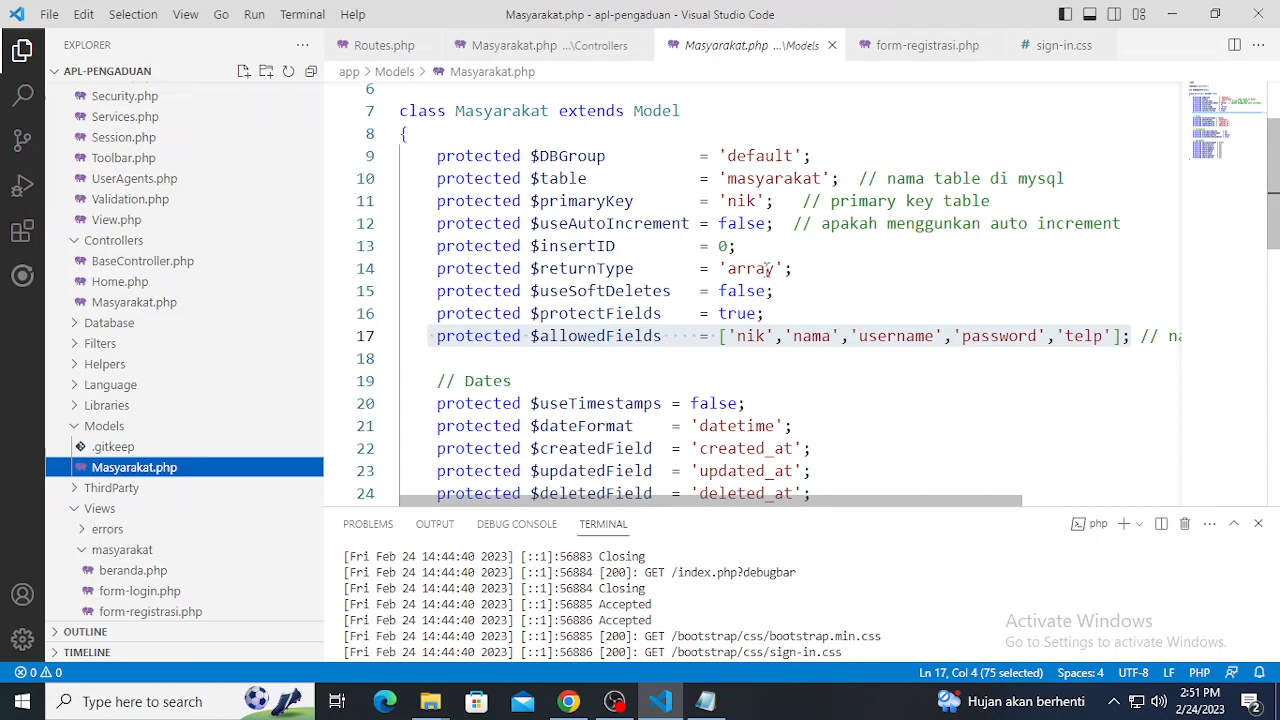 File Edit Selection View Go Run Terminal Help
Masyarakat.php - apl-pengaduan - Visual Studio Code
EXPLORER
Routes.php
Masyarakat.php ...\Controllers
Masyarakat.php ...\Models
form-registrasi.php
# sign-in.css
APL-PENGADUAN
Security.php
Services.php
Session.php
Toolbar.php
UserAgents.php
Validation.php
View.php
Controllers
BaseController.php
Home.php
Masyarakat.php
Database
Filters
Helpers
Language
Libraries
Models
.gitkeep
Masyarakat.php
ThirdParty
Views
errors
masyarakat
beranda.php
form-login.php
form-registrasi.php
OUTLINE
TIMELINE
app > Models > Masyarakat.php
6
7 class Masyarakat extends Model
8 {
9 protected $DBGroup = 'default';
10 protected $table = 'masyarakat'; // nama table di mysql
11 protected $primaryKey = 'nik'; // primary key table
12 protected $useAutoIncrement = false; // apakah menggunkan auto increment
13 protected $insertID = 0;
14 protected $returnType = 'array';
15 protected $useSoftDeletes = false;
16 protected $protectFields = true;
17 protected $allowedFields = ['nik','nama','username','password','telp']; // na
18
19 // Dates
20 protected $useTimestamps = false;
21 protected $dateFormat = 'datetime';
22 protected $createdField = 'created_at';
23 protected $updatedField = 'updated_at';
24 protected $deletedField = 'deleted_at';
PROBLEMS OUTPUT DEBUG CONSOLE TERMINAL
php
[Fri Feb 24 14:44:40 2023] [::1]:56883 Closing
[Fri Feb 24 14:44:40 2023] [::1]:56884 [200]: GET /index.php?debugbar
[Fri Feb 24 14:44:40 2023] [::1]:56884 Closing
[Fri Feb 24 14:44:40 2023] [::1]:56885 Accepted
[Fri Feb 24 14:44:40 2023] [::1]:56886 Accepted
[Fri Feb 24 14:44:40 2023] [::1]:56885 [200]: GET /bootstrap/css/bootstrap.min.css
[Fri Feb 24 14:44:40 2023] [::1]:56886 [200]: GET /bootstrap/css/sign-in.css
Activate Windows
Go to Settings to activate Windows.
0 0
Ln 17, Col 4 (75 selected) Spaces: 4 UTF-8 LF PHP
Type here to search
Hujan akan berhenti
2:51 PM
2/24/2023
2